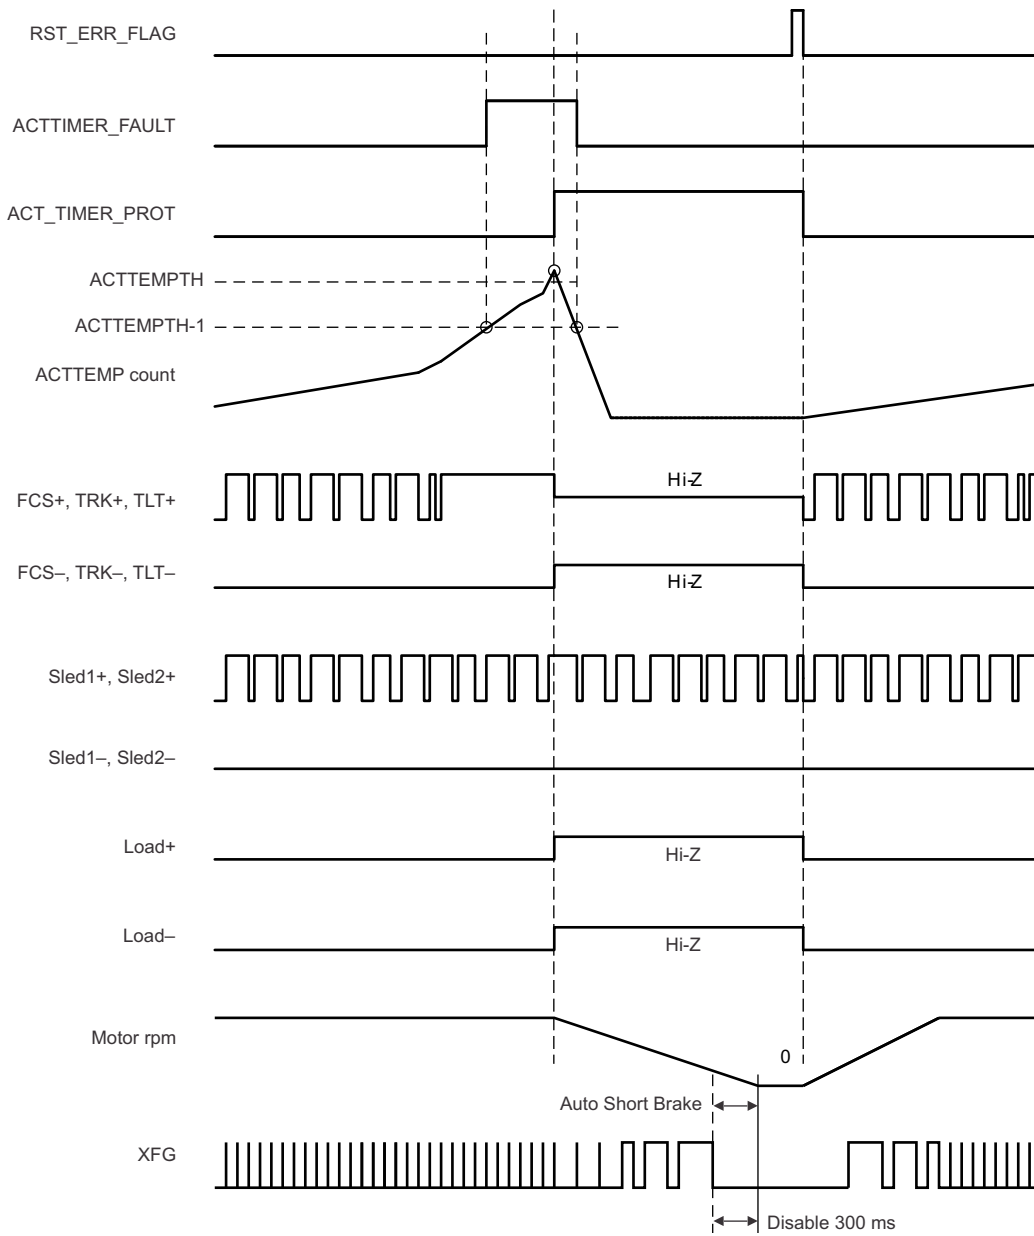 RST_ERR_FLAG
ACTTIMER_FAULT
ACT_TIMER_PROT
ACTTEMPTH
ACTTEMPTH-1
ACTTEMP count
FCS+, TRK+, TLT+
Hi-Z
FCS–, TRK–, TLT–
Hi-Z
Sled1+, Sled2+
Sled1–, Sled2–
Load+
Hi-Z
Load–
Hi-Z
Motor rpm
0
Auto Short Brake
XFG
Disable 300 ms